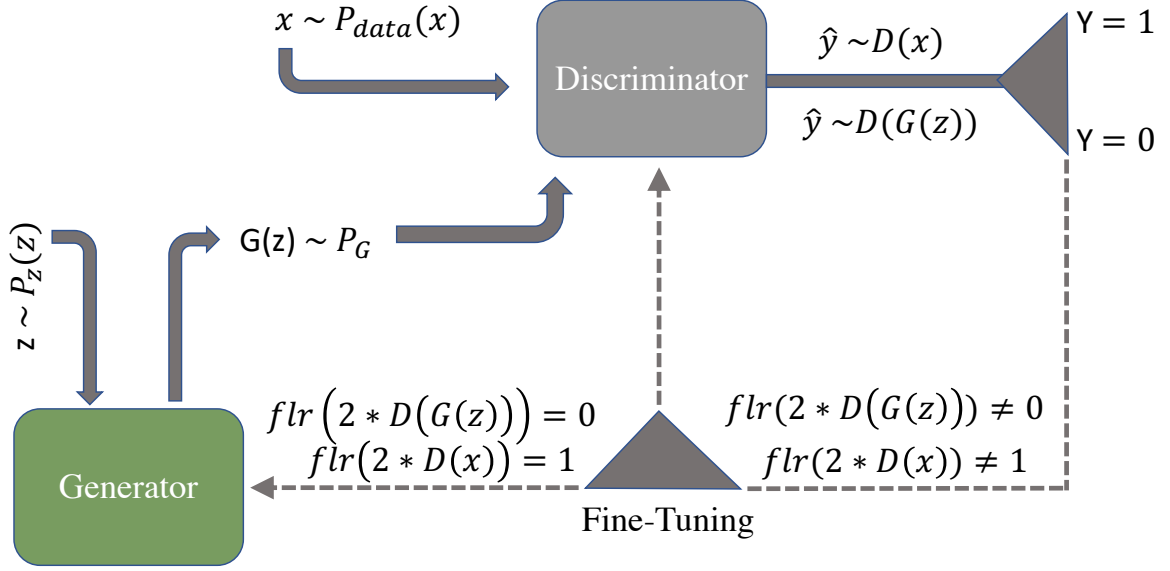 x ~ P_data(x)
ŷ ~D(x)
Y = 1
Discriminator
ŷ ~D(G(z))
Y = 0
z ~ P_z(z)
G(z) ~ P_G
flr(2 * D(G(z))) = 0
flr(2 * D(G(z))) ≠ 0
flr(2 * D(x)) = 1
flr(2 * D(x)) ≠ 1
Generator
Fine-Tuning